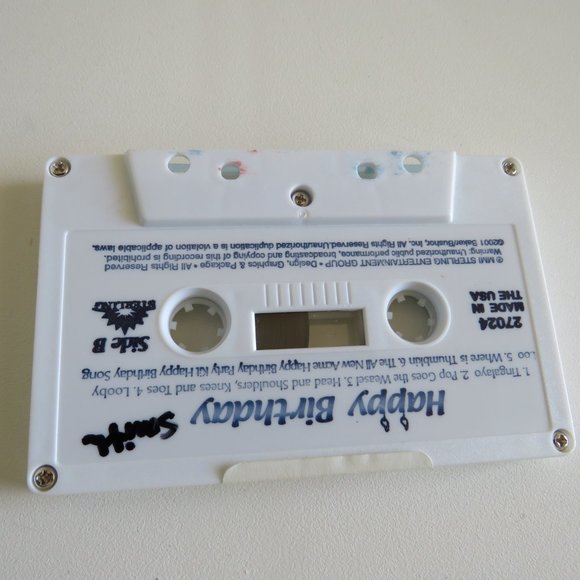 Smith
Happy Birthday
1. Tingalayo 2. Pop Goes the Weasel 3. Head and Shoulders, Knees and Toes 4. Looby
Loo 5. Where is Thumbkin 6. The All New Acme Happy Birthday Party Kit Happy Birthday Song
STERLING
Side B
27024
MADE IN
THE USA
MMI STERLING ENTERTAINMENT GROUP • Design, Graphics & Package • All Rights Reserved
Warning: Unauthorized public performance, broadcasting and copying of this recording is prohibited.
©2001 Baker/Bushor, Inc. All Rights Reserved.Unauthorized duplication is a violation of applicable laws.